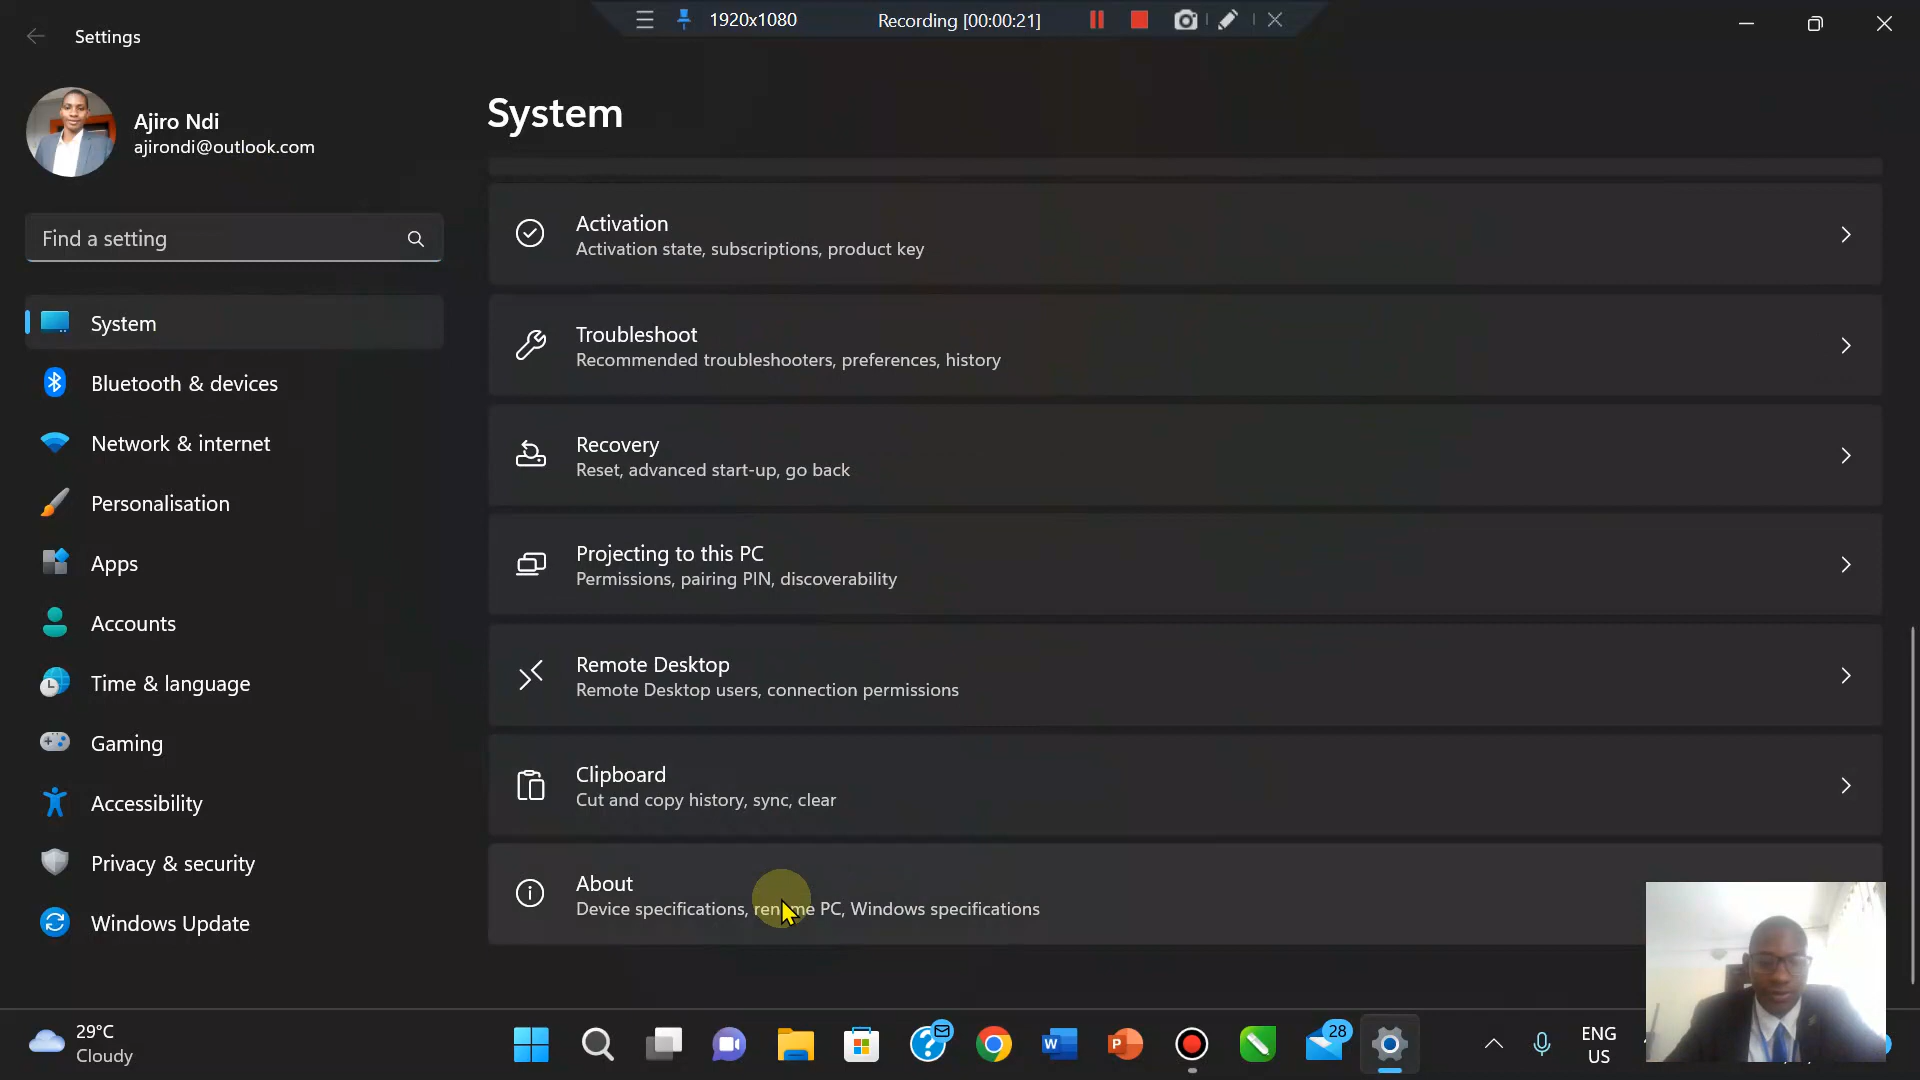 Settings
1920x1080
Recording [00:00:21]
Ajiro Ndi
ajirondi@outlook.com
Find a setting
System
Bluetooth & devices
Network & internet
Personalisation
Apps
Accounts
Time & language
Gaming
Accessibility
Privacy & security
Windows Update
System
Activation
Activation state, subscriptions, product key
Troubleshoot
Recommended troubleshooters, preferences, history
Recovery
Reset, advanced start-up, go back
Projecting to this PC
Permissions, pairing PIN, discoverability
Remote Desktop
Remote Desktop users, connection permissions
Clipboard
Cut and copy history, sync, clear
About
Device specifications, rename PC, Windows specifications
29°C
Cloudy
W
P
28
ENG
US